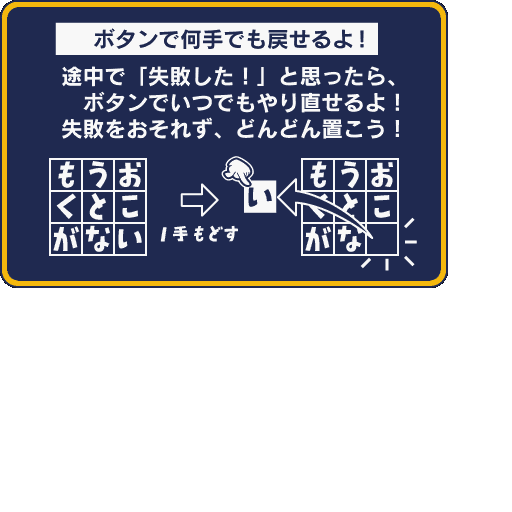 ボタンで何手でも戻せるよ！
途中で「失敗した！」と思ったら、
ボタンでいつでもやり直せるよ！
失敗をおそれず、どんどん置こう！
もうお
くとこ
がない
1手もどす
い
もうお
くとこ
がな